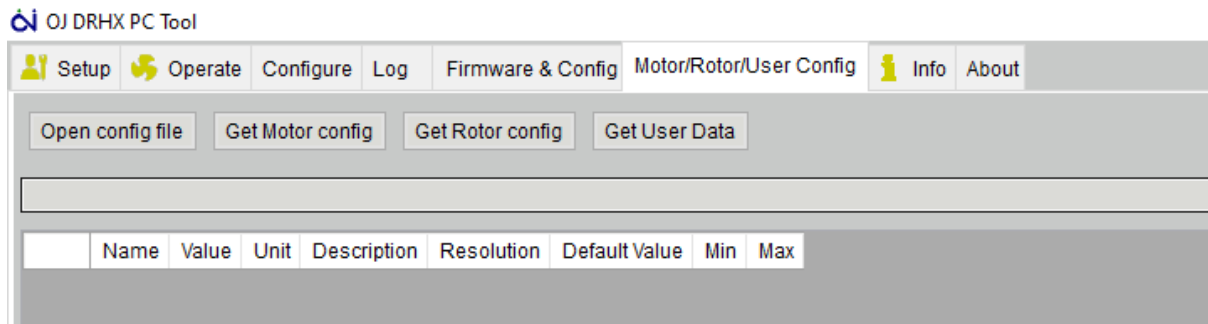 OJ DRHX PC Tool
Setup Operate Configure Log Firmware & Config Motor/Rotor/User Config Info About
Open config file Get Motor config Get Rotor config Get User Data
Name Value Unit Description Resolution Default Value Min Max